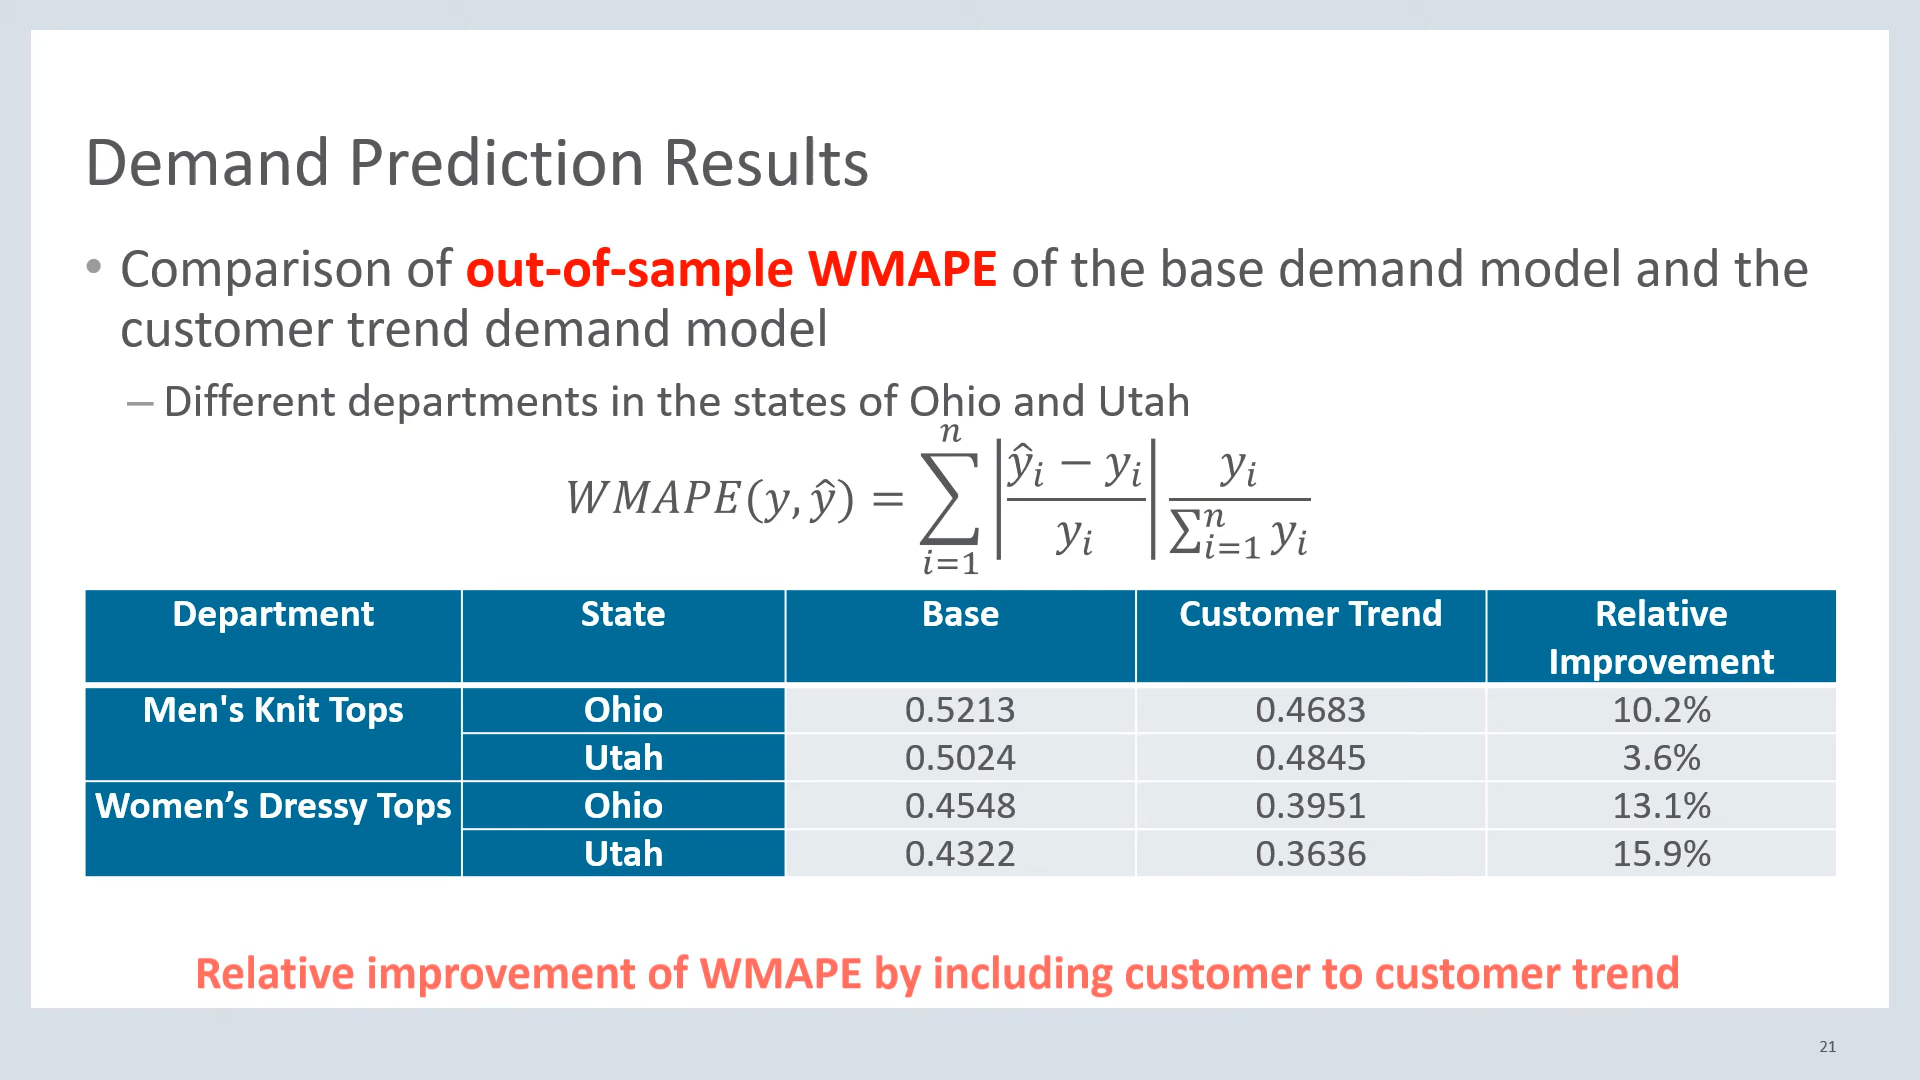 Demand Prediction Results
• Comparison of out-of-sample WMAPE of the base demand model and the
customer trend demand model
– Different departments in the states of Ohio and Utah
WMAPE(y, ŷ) = ∑_{i=1}^{n} |(ŷ_i − y_i) / y_i| y_i / ∑_{i=1}^{n} y_i
Department State Base Customer Trend Relative
Improvement
Men's Knit Tops Ohio 0.5213 0.4683 10.2%
Utah 0.5024 0.4845 3.6%
Women’s Dressy Tops Ohio 0.4548 0.3951 13.1%
Utah 0.4322 0.3636 15.9%
Relative improvement of WMAPE by including customer to customer trend
21